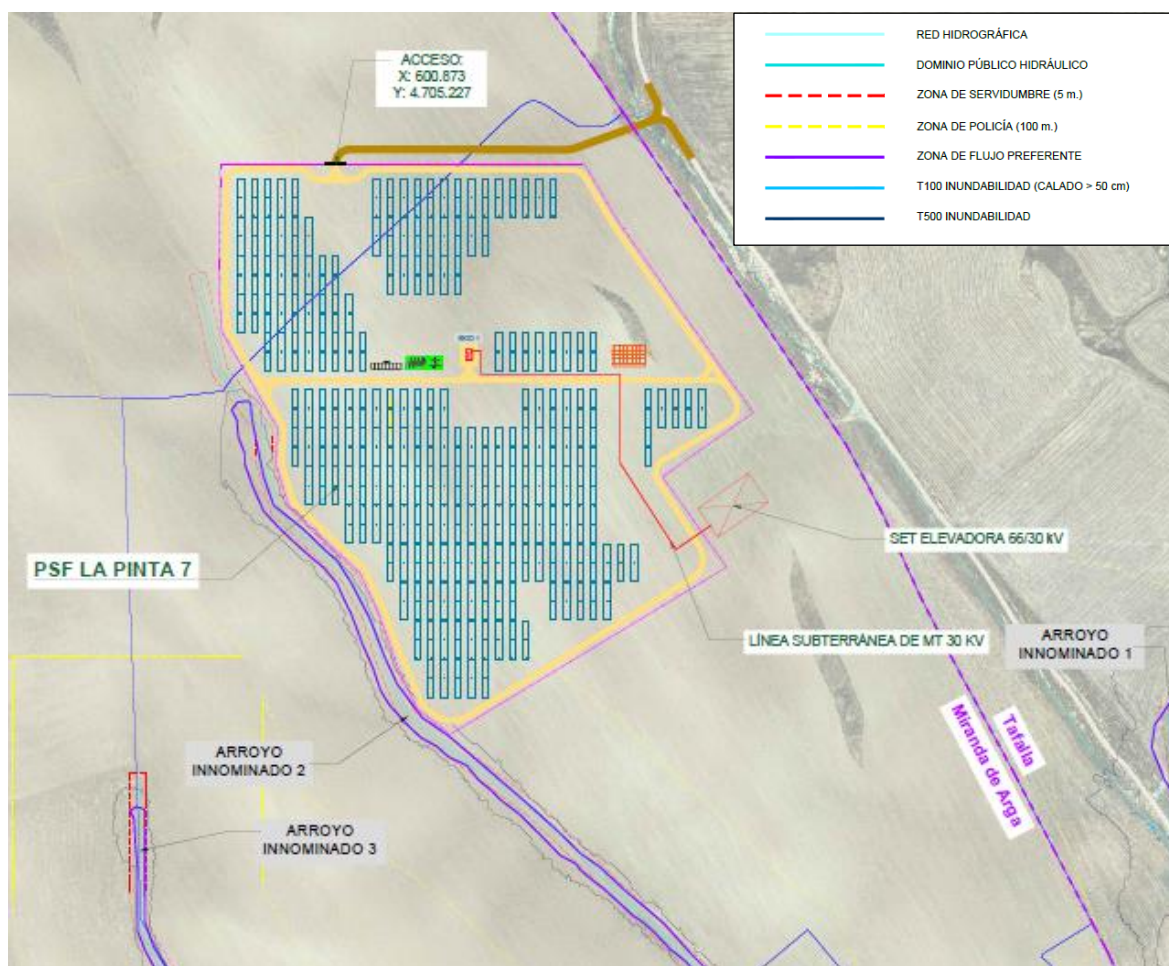 ACCESO:
X: 600.873
Y: 4.705.227
RED HIDROGRÁFICA
DOMINIO PÚBLICO HIDRÁULICO
ZONA DE SERVIDUMBRE (5 m.)
ZONA DE POLICÍA (100 m.)
ZONA DE FLUJO PREFERENTE
T100 INUNDABILIDAD (CALADO > 50 cm)
T500 INUNDABILIDAD
PSF LA PINTA 7
SET ELEVADORA 66/30 kV
LÍNEA SUBTERRÁNEA DE MT 30 KV
ARROYO
INNOMINADO 1
Tafalla
Miranda de Arga
ARROYO
INNOMINADO 2
ARROYO
INNOMINADO 3